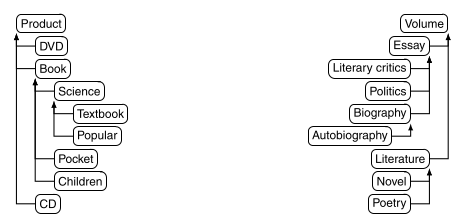 Product
DVD
Book
Science
Textbook
Popular
Pocket
Children
CD
Volume
Essay
Literary critics
Politics
Biography
Autobiography
Literature
Novel
Poetry